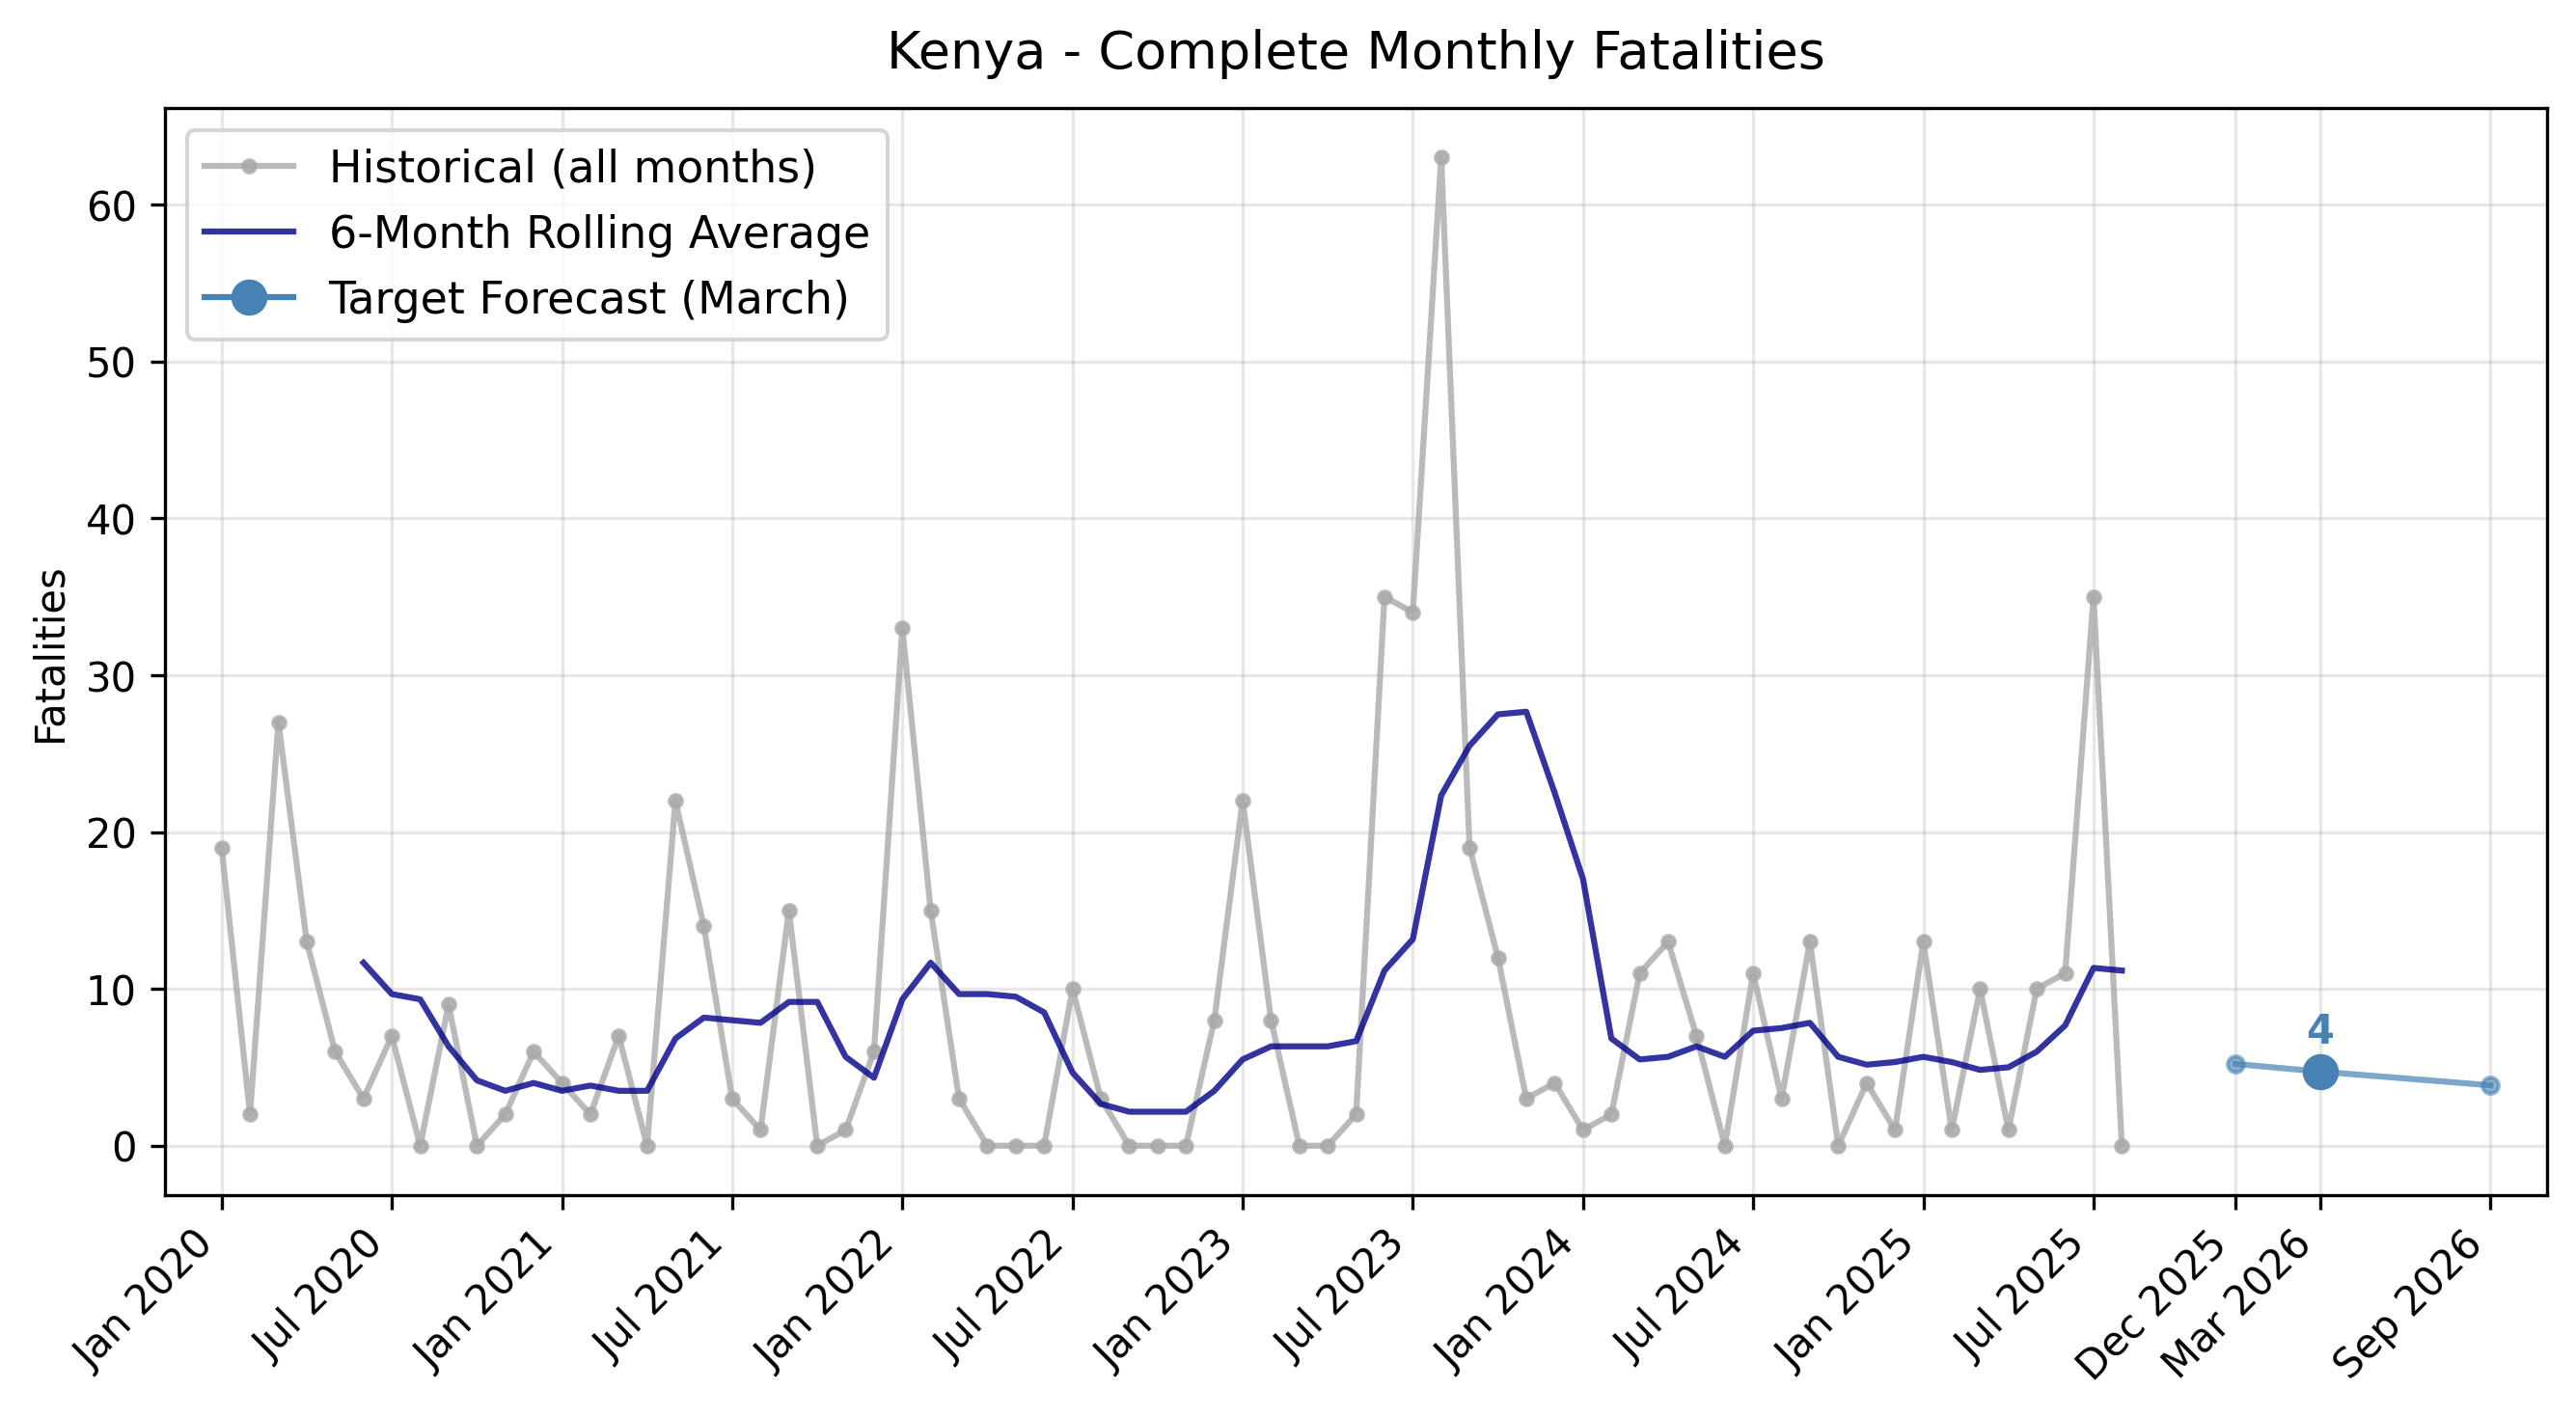 Kenya - Complete Monthly Fatalities
Historical (all months)
6-Month Rolling Average
Target Forecast (March)
Fatalities
60
50
40
30
20
10
0
4
Jan 2020
Jul 2020
Jan 2021
Jul 2021
Jan 2022
Jul 2022
Jan 2023
Jul 2023
Jan 2024
Jul 2024
Jan 2025
Jul 2025
Dec 2025
Mar 2026
Sep 2026